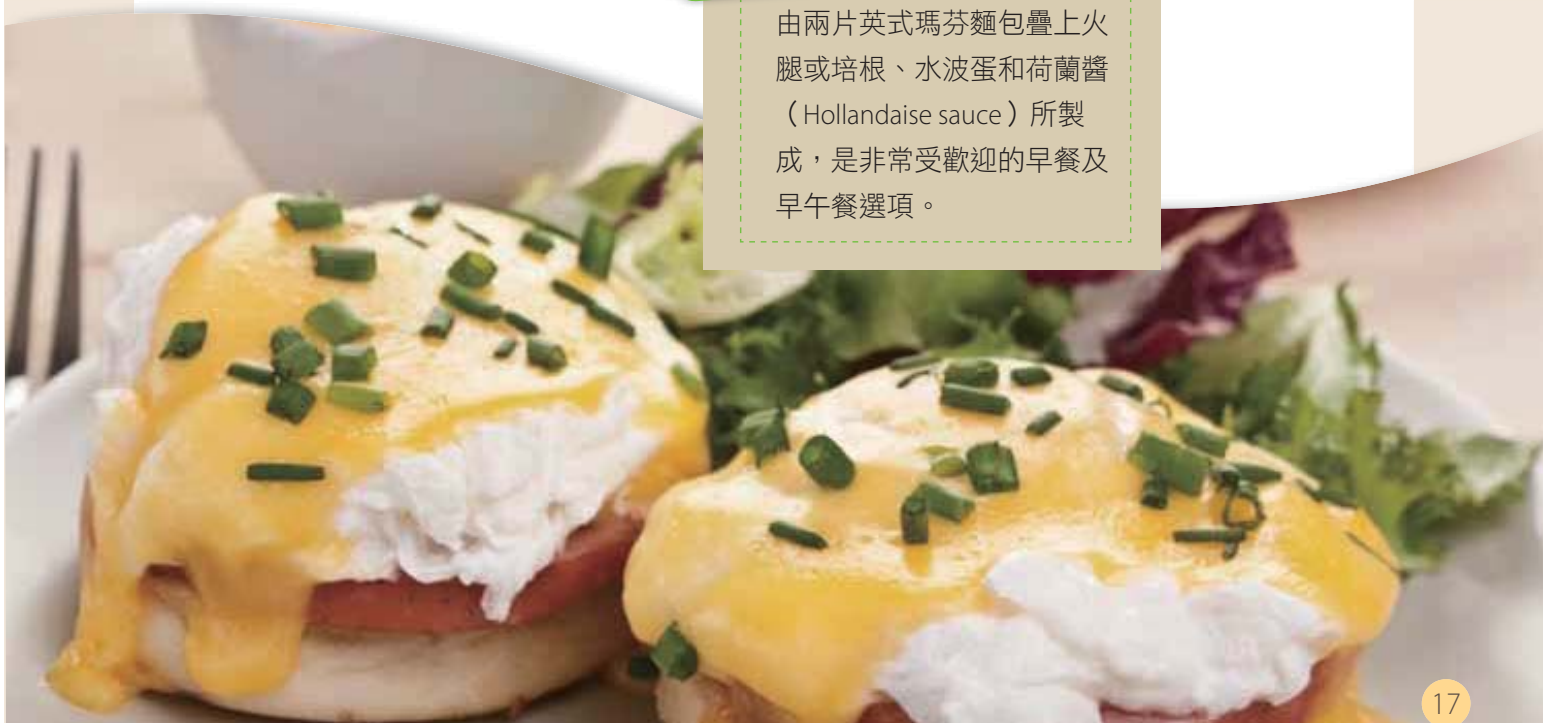 由兩片英式瑪芬麵包疊上火
腿或培根、水波蛋和荷蘭醬
（Hollandaise sauce）所製
成，是非常受歡迎的早餐及
早午餐選項。
17